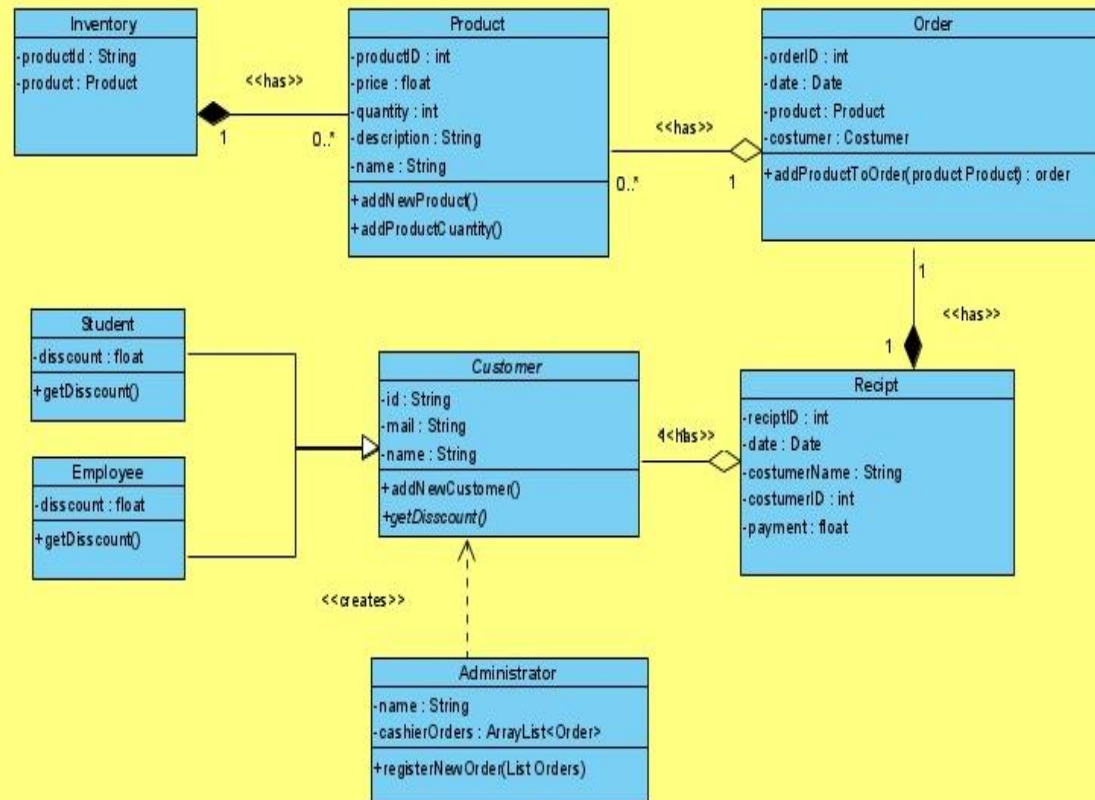 Inventory
-productId : String
-product : Product
<<has>>
1
0..*
Product
-productID : int
-price : float
-quantity : int
-description : String
-name : String
+addNewProduct()
+addProductCuantity()
<<has>>
0..*
1
Order
-orderID : int
-date : Date
-product : Product
-costumer : Costumer
+addProductToOrder(product Product) : order
1
<<has>>
1
Student
-disscount : float
+getDisscount()
Employee
-disscount : float
+getDisscount()
Customer
-id : String
-mail : String
-name : String
+addNewCustomer()
+getDisscount()
Recipt
-reciptID : int
-date : Date
-costumerName : String
-costumerID : int
-payment : float
<<creates>>
Administrator
-name : String
-cashierOrders : ArrayList<Order>
+registerNewOrder(List Orders)